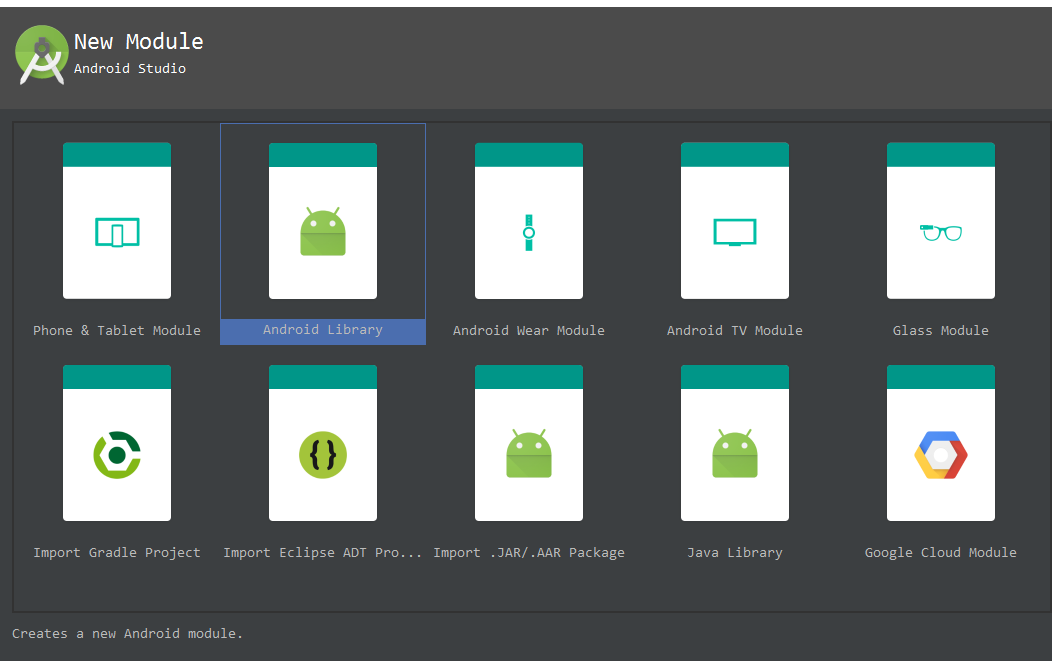 New Module
Android Studio
Phone & Tablet Module
Android Library
Android Wear Module
Android TV Module
Glass Module
{}
Import Gradle Project
Import Eclipse ADT Pro...
Import .JAR/.AAR Package
Java Library
Google Cloud Module
Creates a new Android module.